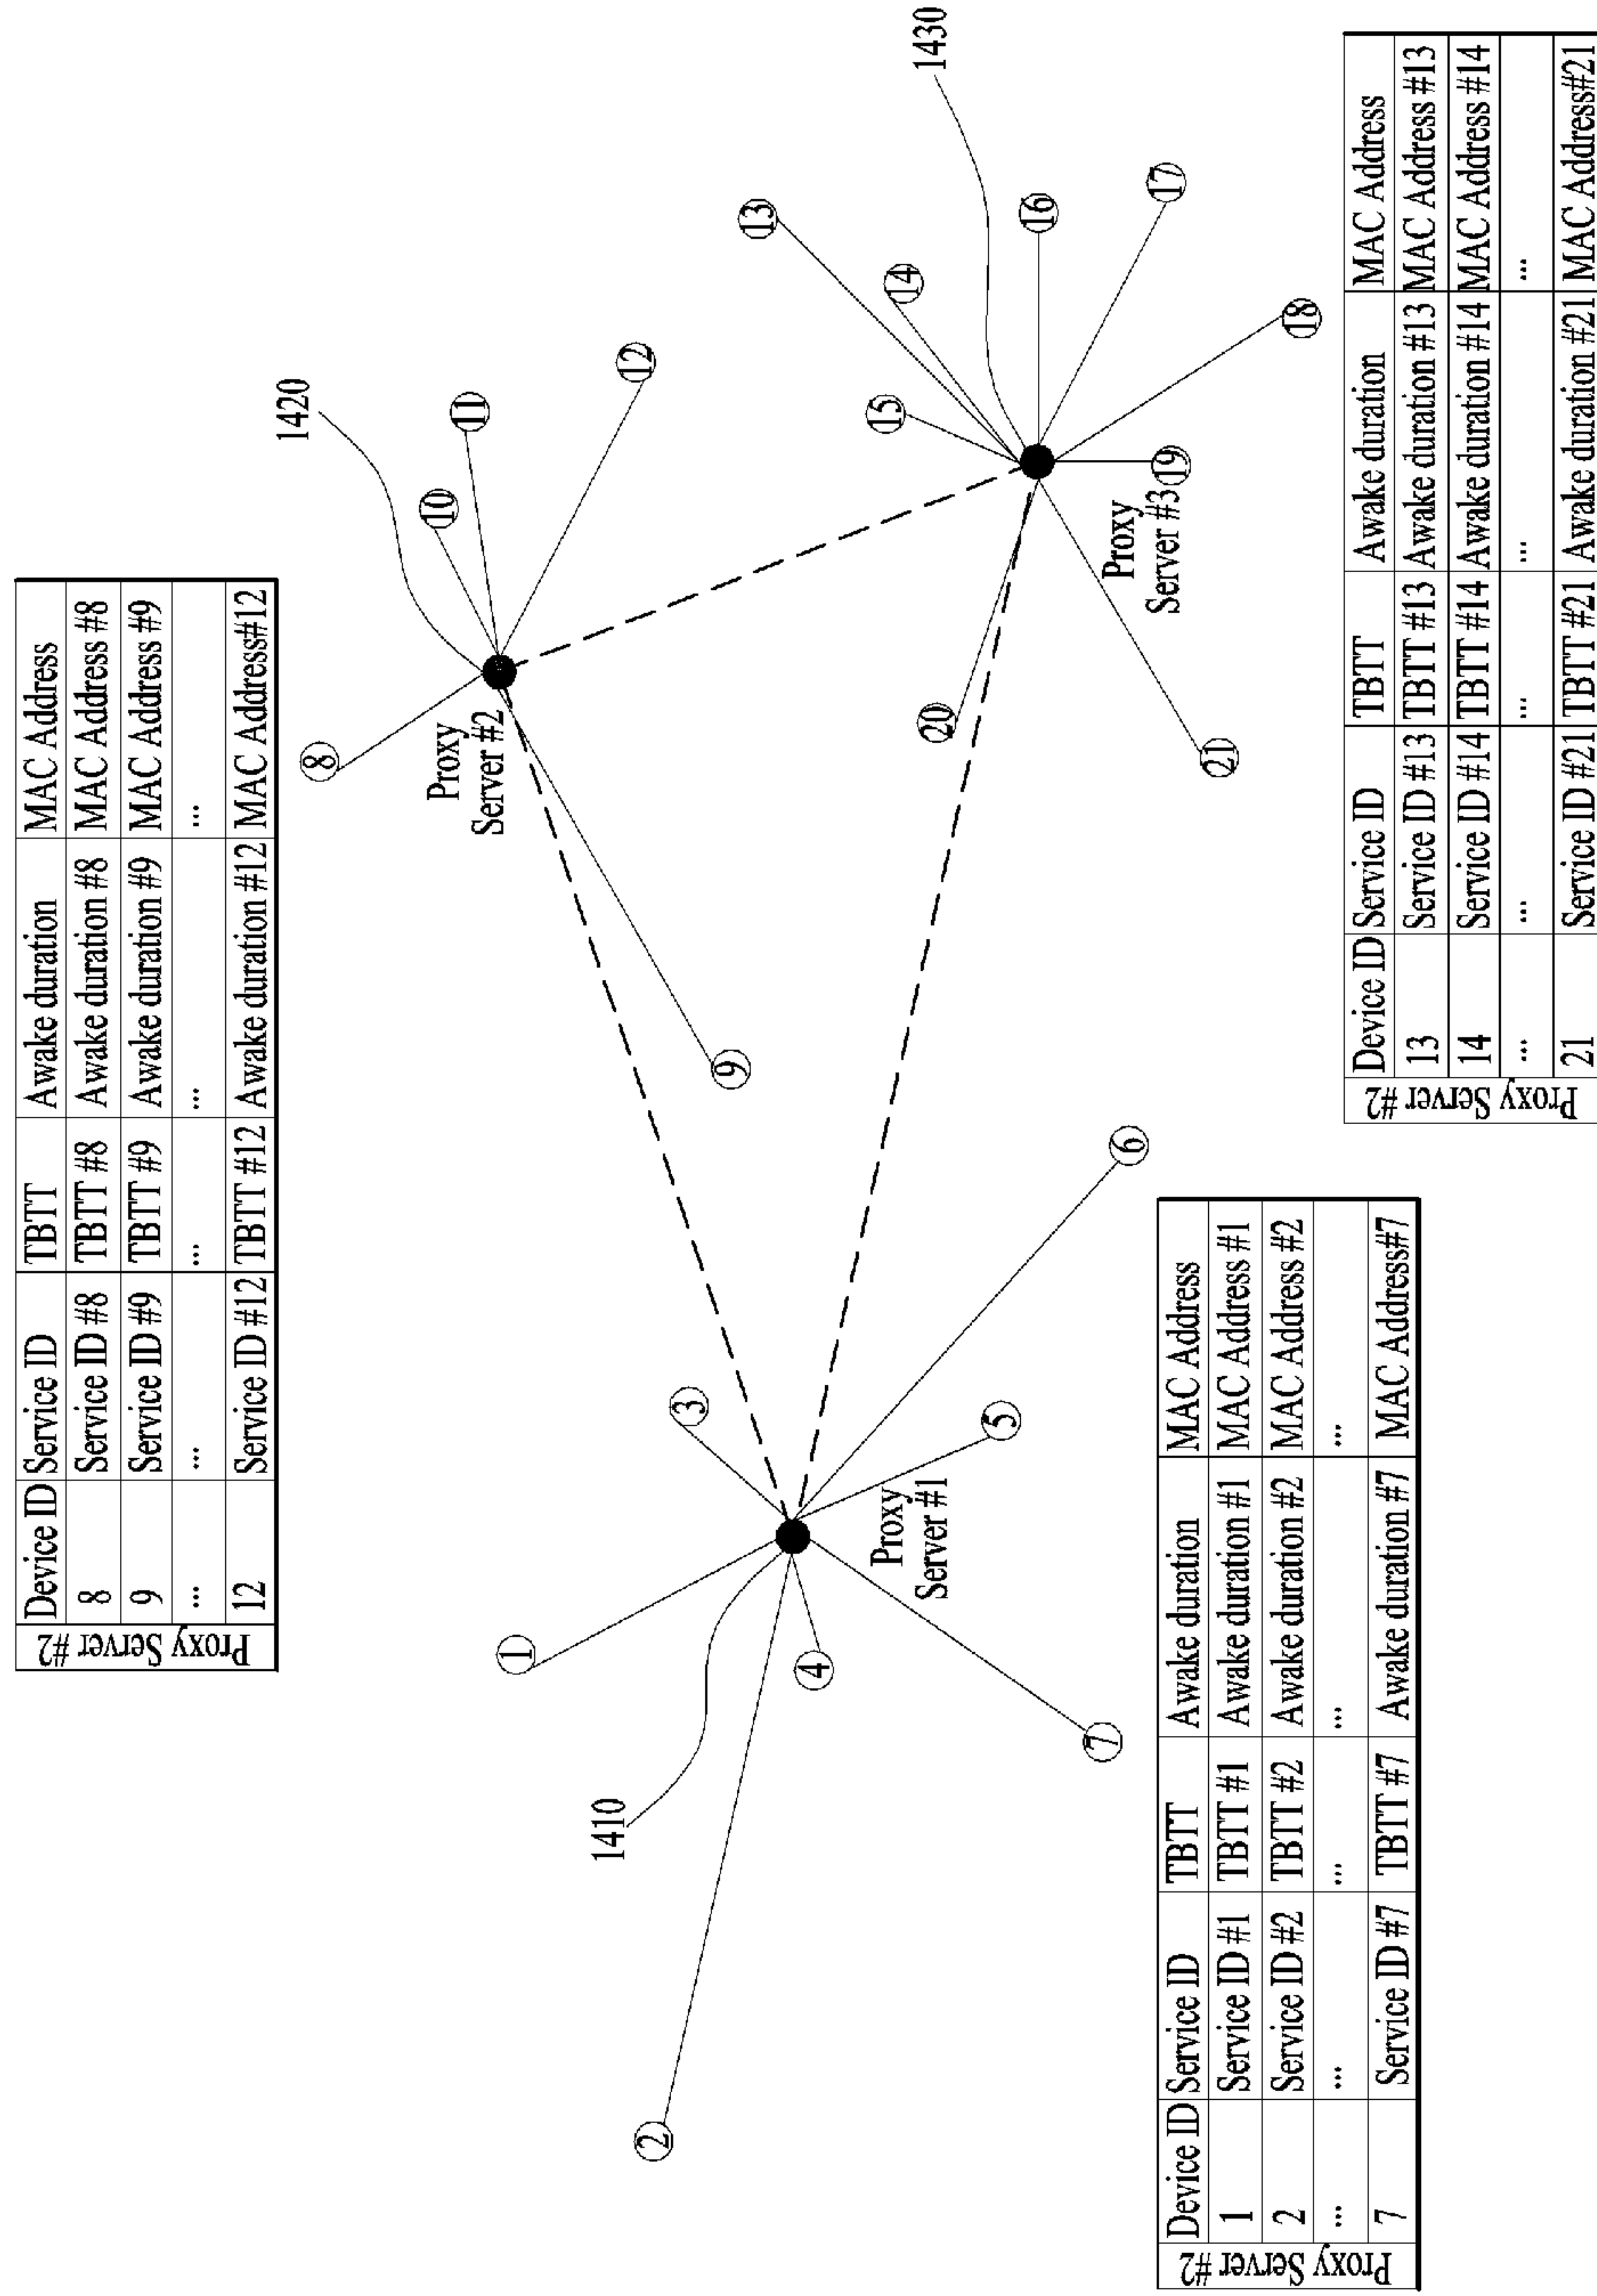 Proxy Server #2
Device ID Service ID TBTT Awake duration MAC Address
8 Service ID #8 TBTT #8 Awake duration #8 MAC Address #8
9 Service ID #9 TBTT #9 Awake duration #9 MAC Address #9
... ... ... ... ...
12 Service ID #12 TBTT #12 Awake duration #12 MAC Address#12
1420
8
10
11
12
Proxy
Server #2
9
1
2
3
4
5
6
7
1410
Proxy
Server #1
13
14
15
16
17
18
19
20
21
1430
Proxy
Server #3
Proxy Server #2
Device ID Service ID TBTT Awake duration MAC Address
1 Service ID #1 TBTT #1 Awake duration #1 MAC Address #1
2 Service ID #2 TBTT #2 Awake duration #2 MAC Address #2
... ... ... ... ...
7 Service ID #7 TBTT #7 Awake duration #7 MAC Address#7
Proxy Server #2
Device ID Service ID TBTT Awake duration MAC Address
13 Service ID #13 TBTT #13 Awake duration #13 MAC Address #13
14 Service ID #14 TBTT #14 Awake duration #14 MAC Address #14
... ... ... ... ...
21 Service ID #21 TBTT #21 Awake duration #21 MAC Address#21